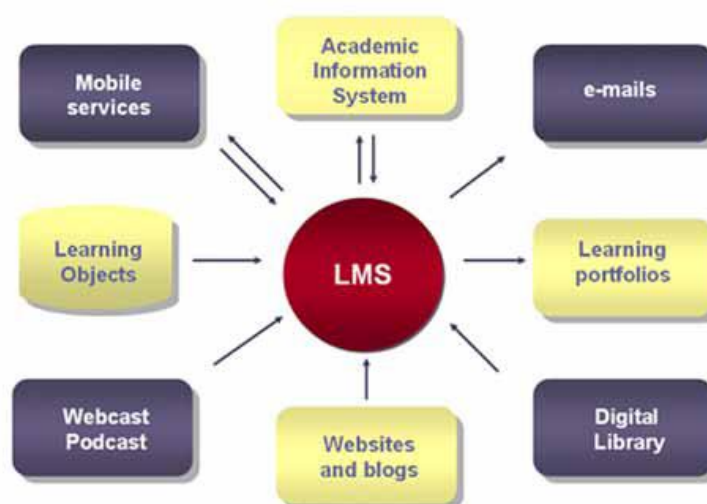 Mobile
services
Academic
Information
System
e-mails
Learning
Objects
LMS
Learning
portfolios
Webcast
Podcast
Websites
and blogs
Digital
Library